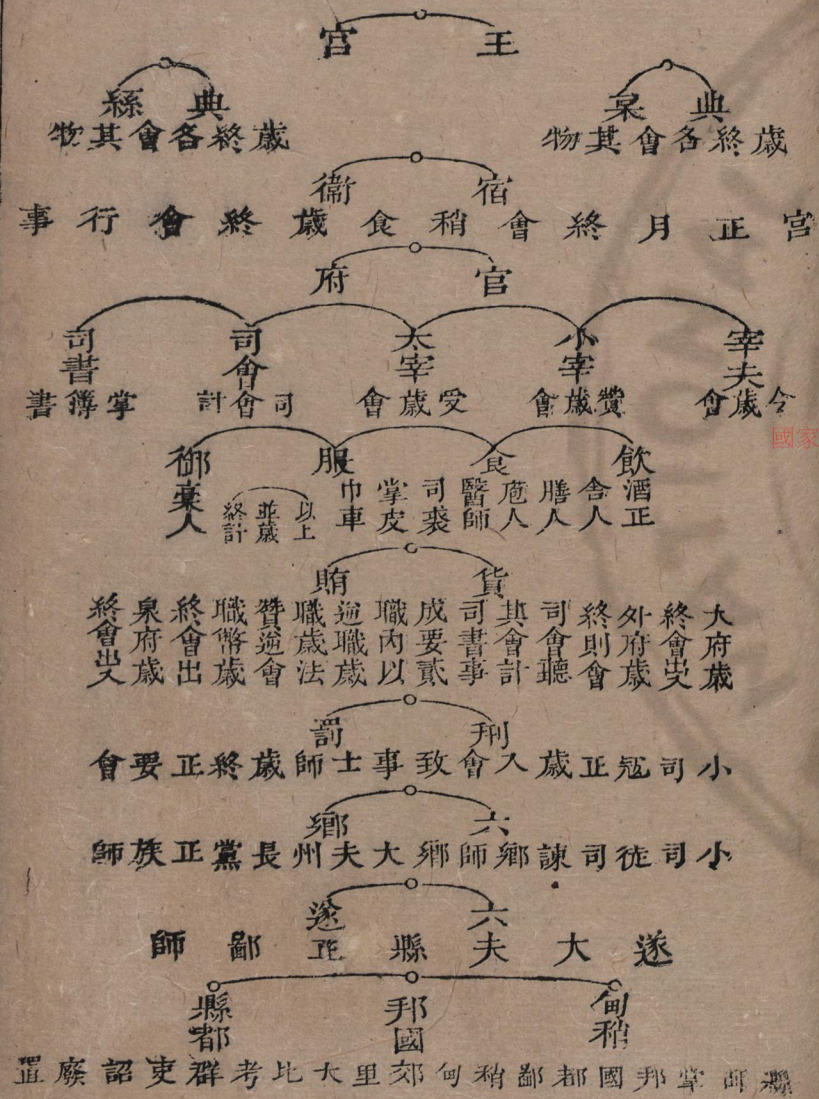 王宮
典枲
歲終各會其物
典絲
歲終各會其物
宿衞
宮正月終會稍食歲終會行事
官府
宰夫
令歲會
小宰
贊歲會
太宰
受歲會
司會
司會計
司書
掌簿書
飲食服御
酒正
舍人
膳人
庖人
醫師
司裘
掌皮
巾車
以上
並歲
終計
稾人
貨賄
大府歲
終會
外府歲
終則會
司會聽
其會計
司書事
成要貳
職內以
逆職歲
職歲法
贊逆會
職幣歲
終會出
泉府歲
終會出入
刑罰
小司寇正歲入會致事士師歲終正要會
六鄉
小司徒司諫鄉師鄉大夫州長黨正族師
六遂
遂大夫縣正鄙師
甸稍
邦國
縣都
縣師掌邦國都鄙稍甸郊里大比考群吏詔廢置
國家